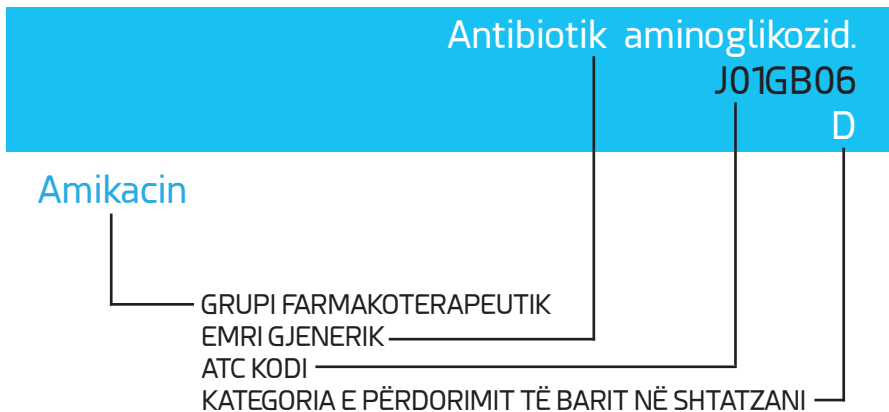 Antibiotik aminoglikozid.
J01GB06
D
Amikacin
GRUPI FARMAKOTERAPEUTIK
EMRI GJENERIK
ATC KODI
KATEGORIA E PËRDORIMIT TË BARIT NË SHTATZANI